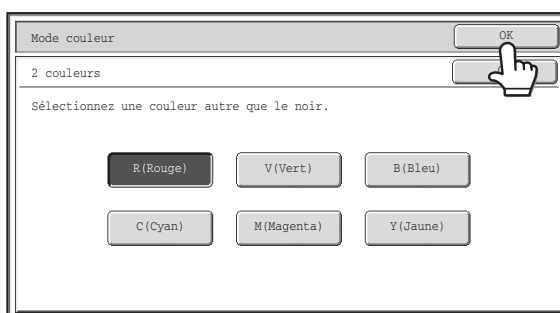 Mode couleur
OK
2 couleurs
Sélectionnez une couleur autre que le noir.
R(Rouge) V(Vert) B(Bleu)
C(Cyan) M(Magenta) Y(Jaune)